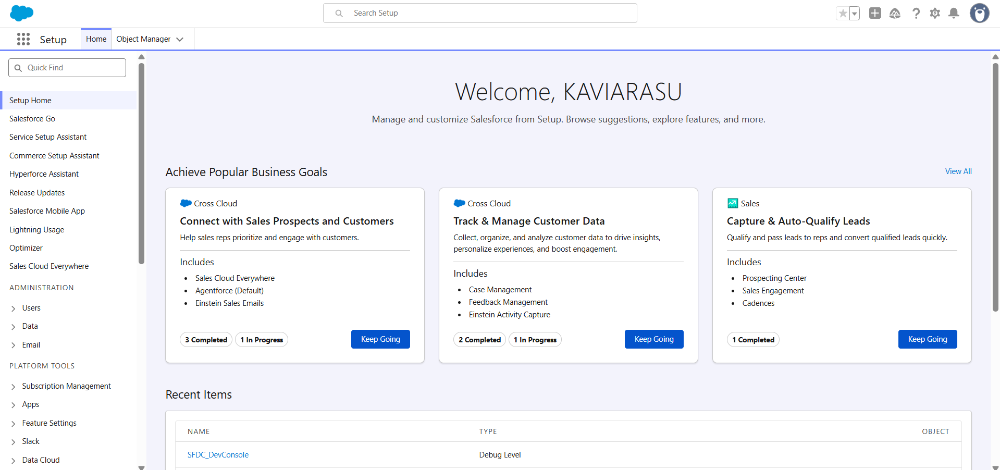 Search Setup
Setup
Home
Object Manager
Quick Find
Setup Home
Salesforce Go
Service Setup Assistant
Commerce Setup Assistant
Hyperforce Assistant
Release Updates
Salesforce Mobile App
Lightning Usage
Optimizer
Sales Cloud Everywhere
ADMINISTRATION
Users
Data
Email
PLATFORM TOOLS
Subscription Management
Apps
Feature Settings
Slack
Data Cloud
Welcome, KAVIARASU
Manage and customize Salesforce from Setup. Browse suggestions, explore features, and more.
Achieve Popular Business Goals
View All
Cross Cloud
Connect with Sales Prospects and Customers
Help sales reps prioritize and engage with customers.
Includes
Sales Cloud Everywhere
Agentforce (Default)
Einstein Sales Emails
3 Completed
1 In Progress
Keep Going
Cross Cloud
Track & Manage Customer Data
Collect, organize, and analyze customer data to drive insights,
personalize experiences, and boost engagement.
Includes
Case Management
Feedback Management
Einstein Activity Capture
2 Completed
1 In Progress
Keep Going
Sales
Capture & Auto-Qualify Leads
Qualify and pass leads to reps and convert qualified leads quickly.
Includes
Prospecting Center
Sales Engagement
Cadences
1 Completed
Keep Going
Recent Items
NAME
TYPE
OBJECT
SFDC_DevConsole
Debug Level